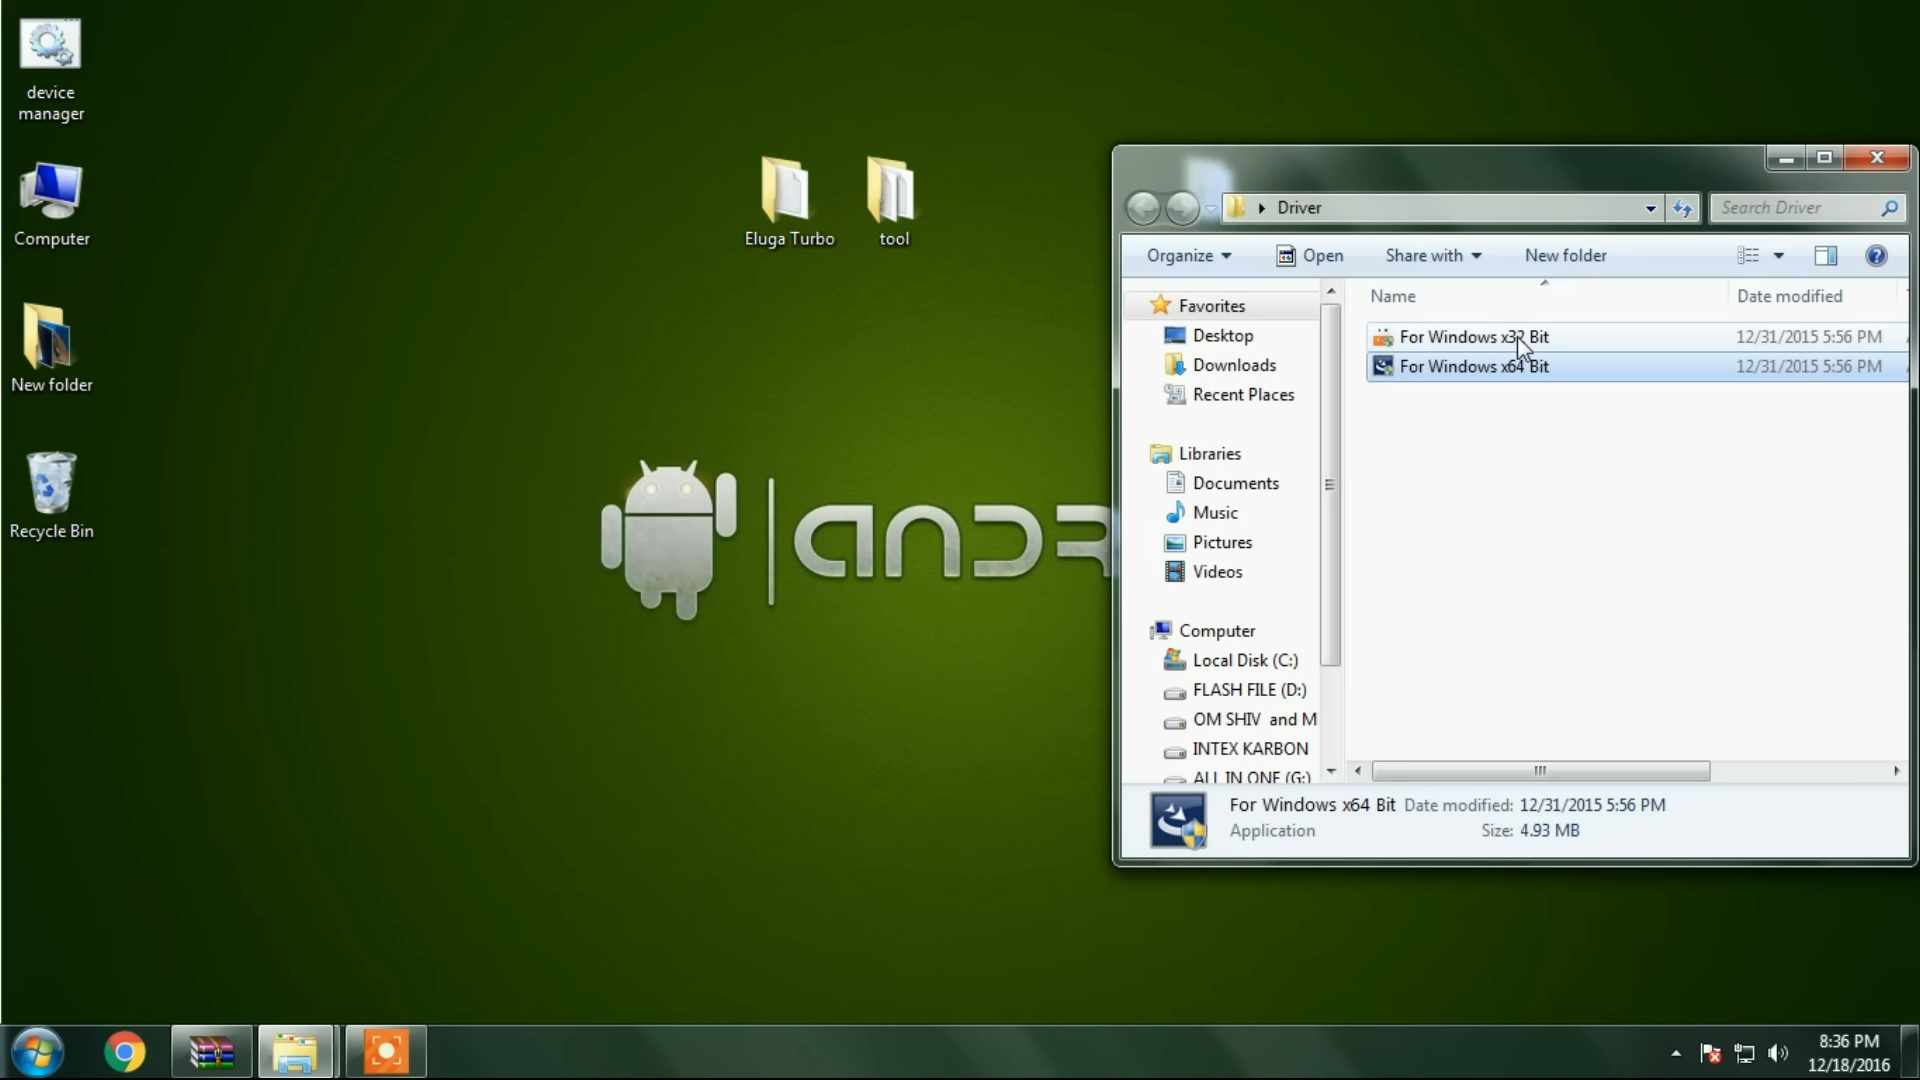 device
manager
Computer
New folder
Recycle Bin
Eluga Turbo
tool
ANDR
Driver
Search Driver
Organize
Open
Share with
New folder
Name
Date modified
Favorites
Desktop
Downloads
Recent Places
Libraries
Documents
Music
Pictures
Videos
Computer
Local Disk (C:)
FLASH FILE (D:)
OM SHIV and M
INTEX KARBON
ALL IN ONE (G:)
For Windows x32 Bit 12/31/2015 5:56 PM
For Windows x64 Bit 12/31/2015 5:56 PM
For Windows x64 Bit Date modified: 12/31/2015 5:56 PM
Application Size: 4.93 MB
8:36 PM
12/18/2016